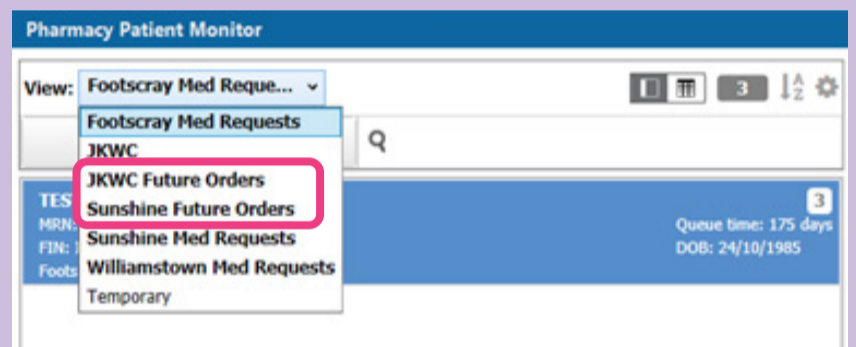 Pharmacy Patient Monitor
View: Footscray Med Reque... 3 AZ
Footscray Med Requests
JKWC
JKWC Future Orders
Sunshine Future Orders
Sunshine Med Requests
Williamstown Med Requests
Temporary
TES 3
MRN: Queue time: 175 days
FIN: 1 DOB: 24/10/1985
Foots